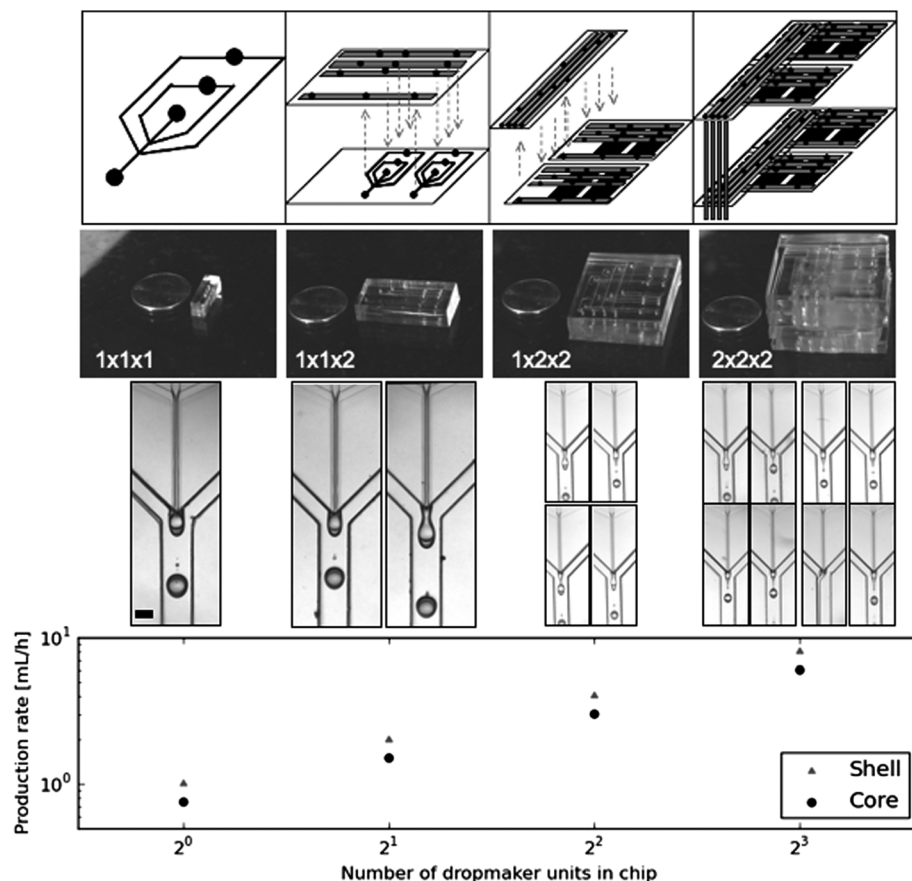 1x1x1
1x1x2
1x2x2
2x2x2
10¹
10⁰
Production rate [mL/h]
Shell
Core
2⁰
2¹
2²
2³
Number of dropmaker units in chip